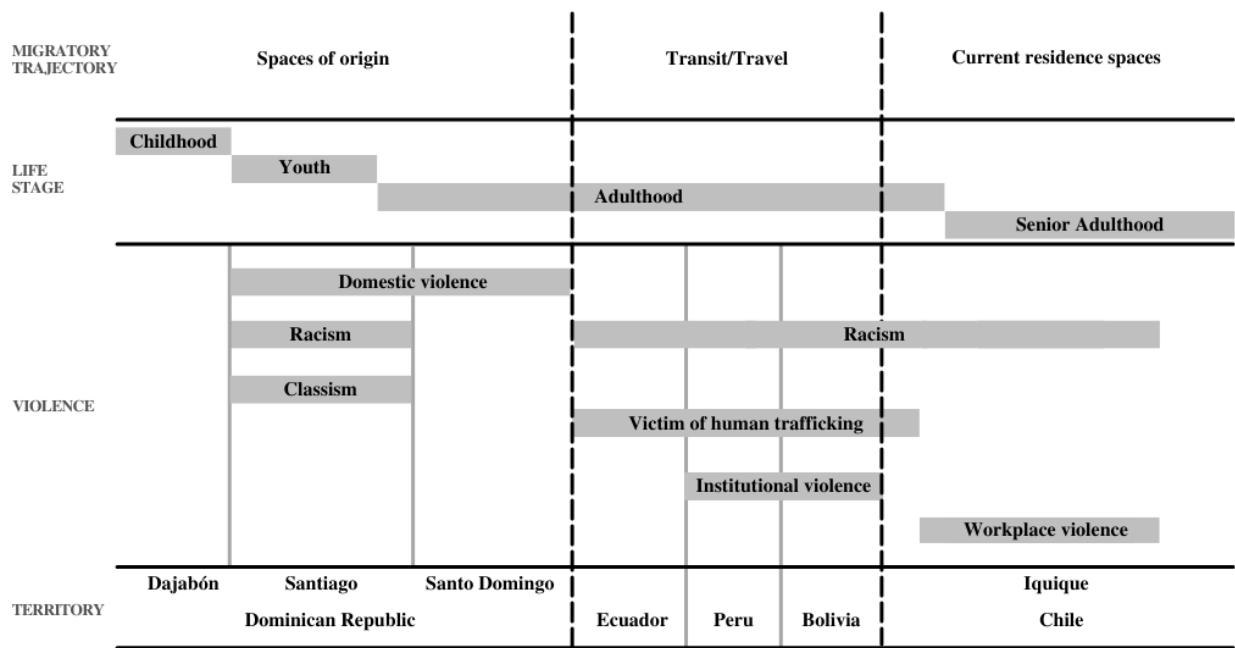 MIGRATORY
TRAJECTORY
Spaces of origin
Transit/Travel
Current residence spaces
LIFE
STAGE
Childhood
Youth
Adulthood
Senior Adulthood
VIOLENCE
Domestic violence
Racism
Racism
Classism
Victim of human trafficking
Institutional violence
Workplace violence
TERRITORY
Dajabón
Santiago
Santo Domingo
Iquique
Dominican Republic
Ecuador
Peru
Bolivia
Chile